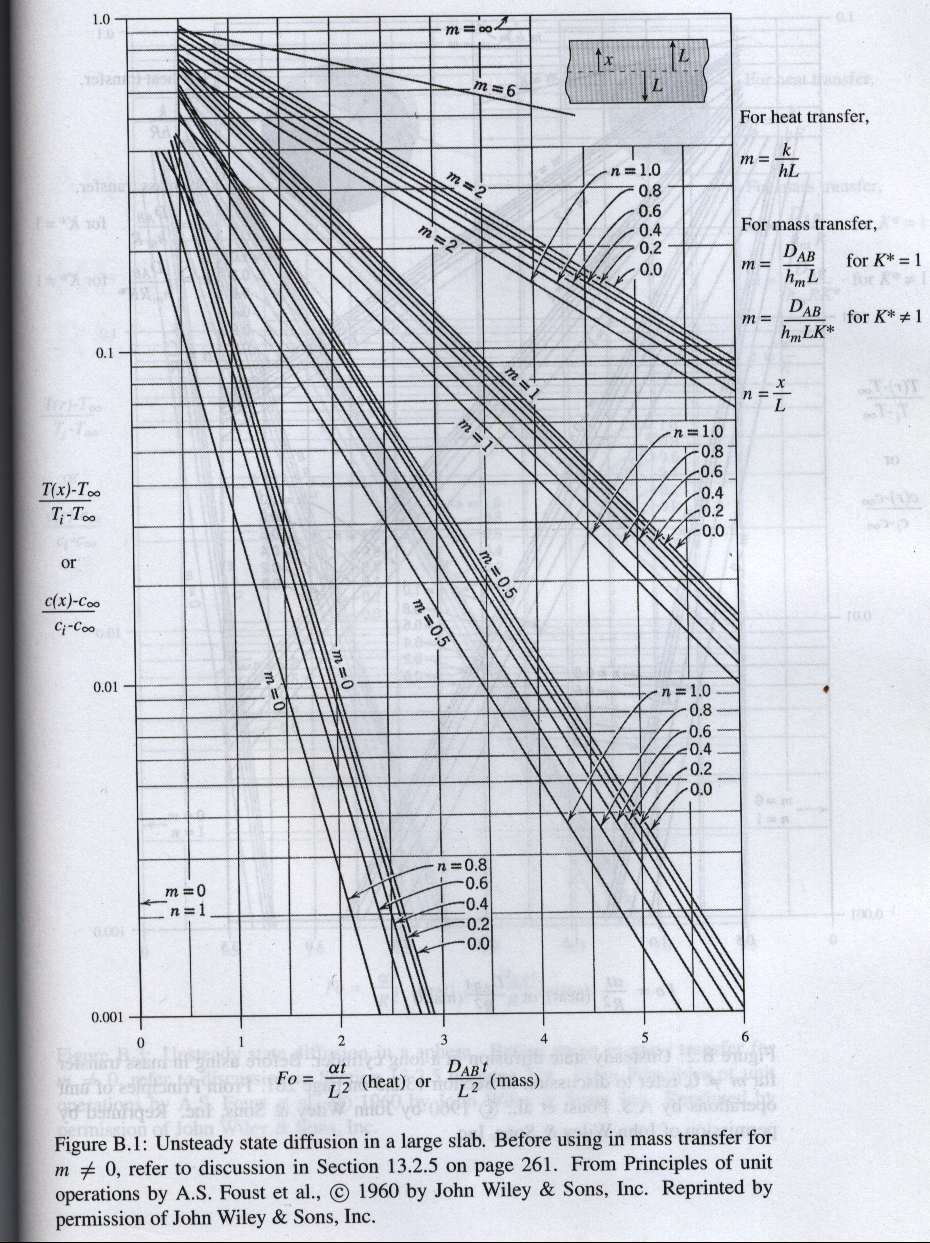 1.0
m = ∞
x
L
L
m = 6
For heat transfer,
m = k/hL
n = 1.0
0.8
0.6
0.4
0.2
0.0
m = 2
m = 2
For mass transfer,
m = D_AB/h_mL for K* = 1
m = D_AB/h_mLK* for K* ≠ 1
n = x/L
0.1
m = 1
m = 1
n = 1.0
0.8
0.6
0.4
0.2
0.0
T(x)-T∞
T_i-T∞
or
c(x)-c∞
c_i-c∞
m = 0.5
m = 0.5
0.01
m = 0
m = 0
n = 1.0
0.8
0.6
0.4
0.2
0.0
n = 0.8
0.6
0.4
0.2
0.0
m = 0
n = 1
0.001
0 1 2 3 4 5 6
Fo = αt/L² (heat) or D_AB t/L² (mass)
Figure B.1: Unsteady state diffusion in a large slab. Before using in mass transfer for
m ≠ 0, refer to discussion in Section 13.2.5 on page 261. From Principles of unit
operations by A.S. Foust et al., © 1960 by John Wiley & Sons, Inc. Reprinted by
permission of John Wiley & Sons, Inc.